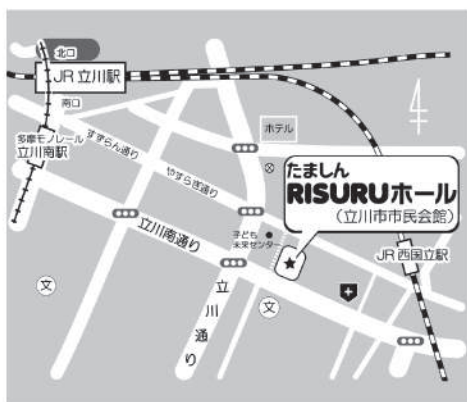 北口
JR 立川駅
南口
多摩モノレール
立川南駅
すずらん通り
やすらぎ通り
ホテル
たましん
RISURUホール
(立川市市民会館)
立川南通り
子ども
未来センター
JR 西国立駅
立川通り
文
文